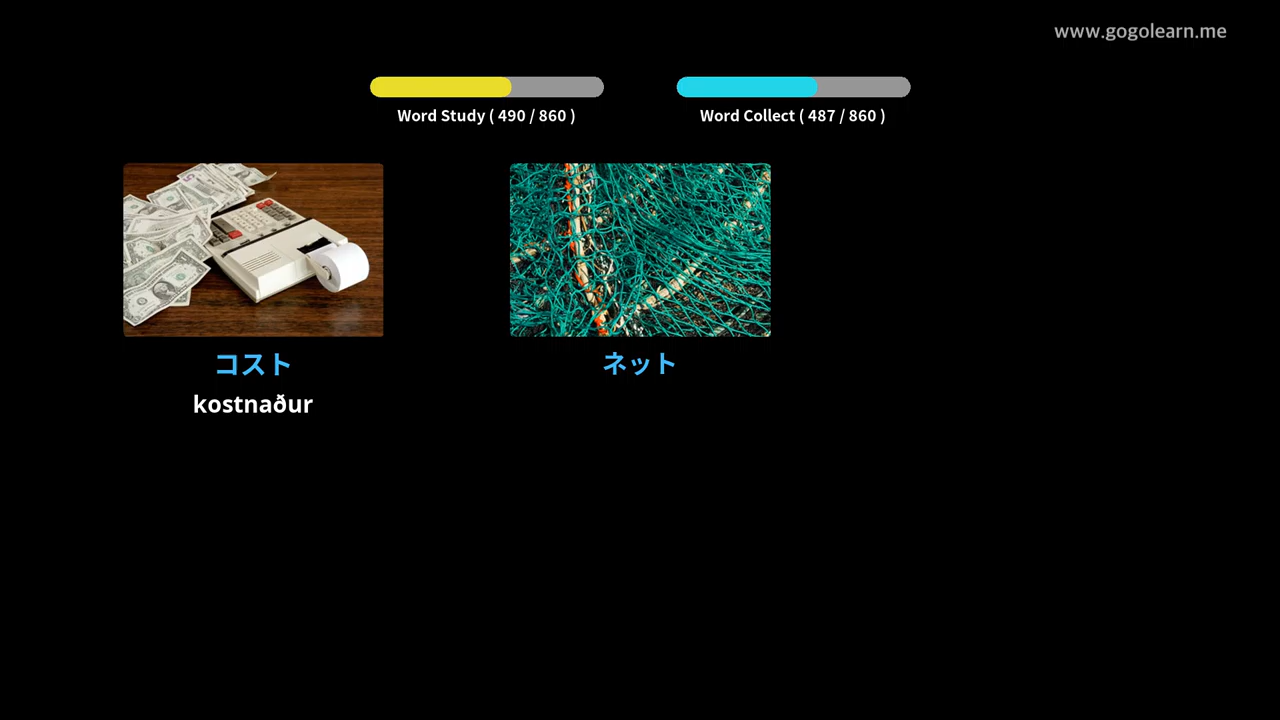 www.gogolearn.me
Word Study ( 490 / 860 )
Word Collect ( 487 / 860 )
コスト
kostnaður
ネット